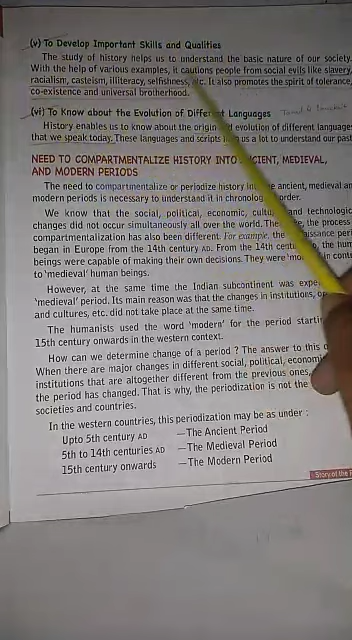 (v) To Develop Important Skills and Qualities
The study of history helps us to understand the basic nature of our society.
With the help of various examples, it cautions people from social evils like slavery,
racialism, casteism, illiteracy, selfishness, etc. It also promotes the spirit of tolerance,
co-existence and universal brotherhood.
(vi) To Know about the Evolution of Different Languages
History enables us to know about the origin and evolution of different languages
that we speak today. These languages and scripts help us a lot to understand our past
NEED TO COMPARTMENTALIZE HISTORY INTO ANCIENT, MEDIEVAL,
AND MODERN PERIODS
The need to compartmentalize or periodize history into the ancient, medieval and
modern periods is necessary to understand it in chronological order.
We know that the social, political, economic, cultural and technologic
changes did not occur simultaneously all over the world. the process
compartmentalization has also been different. For example, the Renaissance peri
began in Europe from the 14th century AD. From the 14th century the hum
beings were capable of making their own decisions. They were 'mo in cont
to 'medieval' human beings.
However, at the same time the Indian subcontinent was expe
'medieval' period. Its main reason was that the changes in institutions,
and cultures, etc. did not take place at the same time.
The humanists used the word 'modern' for the period starti
15th century onwards in the western context.
How can we determine change of a period ? The answer to this
When there are major changes in different social, political, economi
institutions that are altogether different from the previous ones,
the period has changed. That is why, the periodization is not the
societies and countries.
In the western countries, this periodization may be as under :
Upto 5th century AD —The Ancient Period
5th to 14th centuries AD —The Medieval Period
15th century onwards —The Modern Period
Story of the